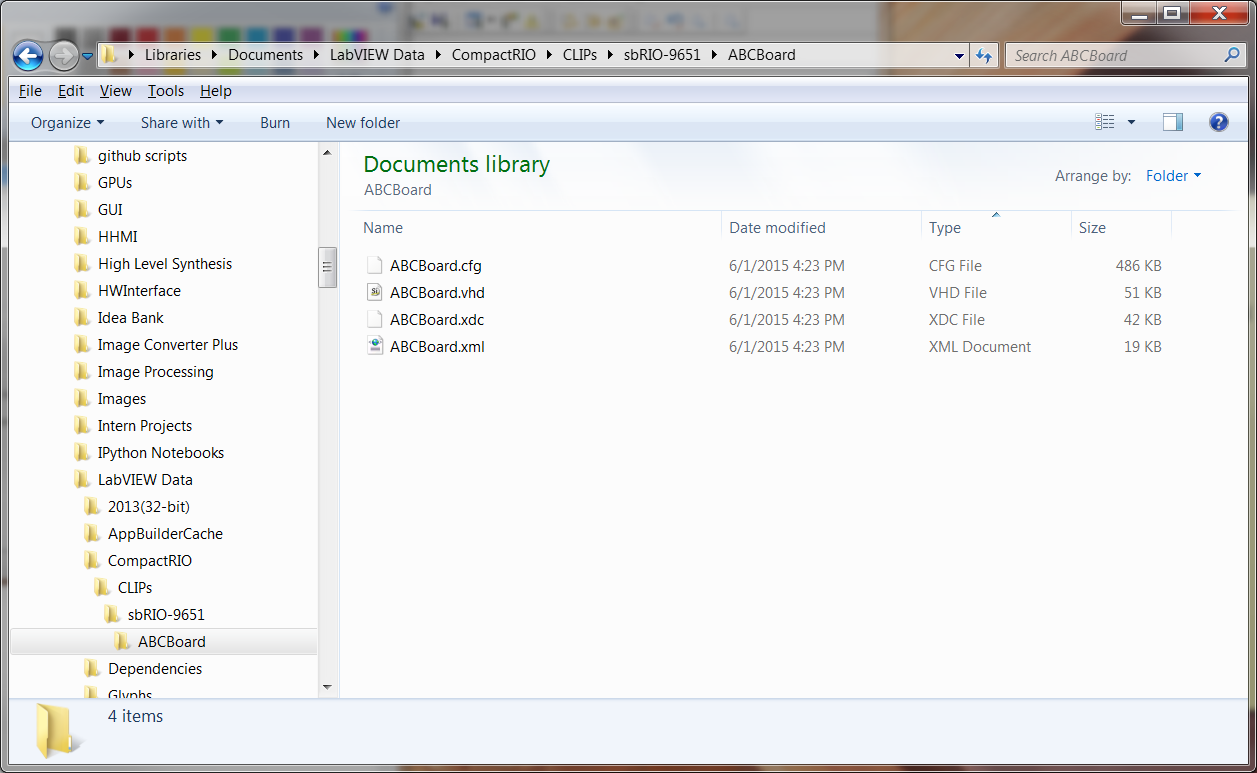 Libraries Documents LabVIEW Data CompactRIO CLIPs sbRIO-9651 ABCBoard Search ABCBoard
File Edit View Tools Help
Organize Share with Burn New folder
github scripts
GPUs
GUI
HHMI
High Level Synthesis
HWInterface
Idea Bank
Image Converter Plus
Image Processing
Images
Intern Projects
IPython Notebooks
LabVIEW Data
2013(32-bit)
AppBuilderCache
CompactRIO
CLIPs
sbRIO-9651
ABCBoard
Dependencies
Glyphs
Documents library
ABCBoard
Arrange by: Folder
Name Date modified Type Size
ABCBoard.cfg 6/1/2015 4:23 PM CFG File 486 KB
ABCBoard.vhd 6/1/2015 4:23 PM VHD File 51 KB
ABCBoard.xdc 6/1/2015 4:23 PM XDC File 42 KB
ABCBoard.xml 6/1/2015 4:23 PM XML Document 19 KB
4 items